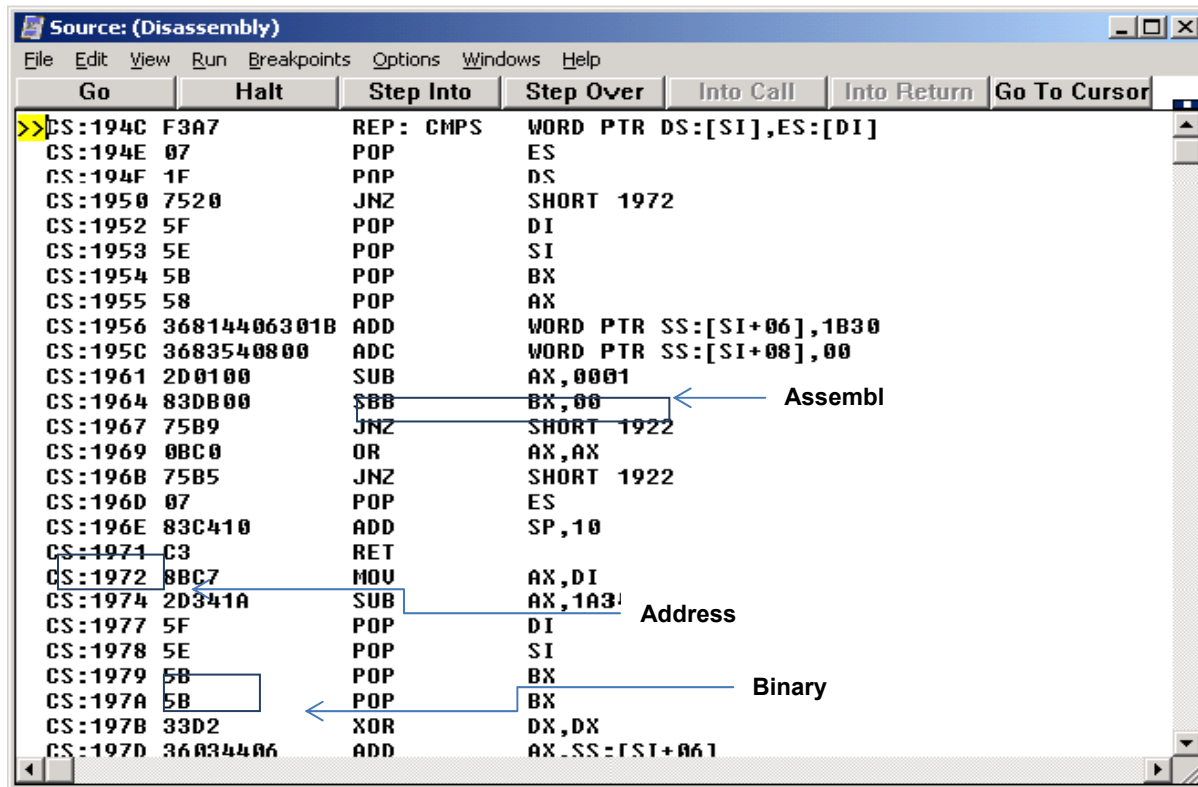 Source: (Disassembly)
File Edit View Run Breakpoints Options Windows Help
Go Halt Step Into Step Over Into Call Into Return Go To Cursor
>>CS:194C F3A7 REP: CMPS WORD PTR DS:[SI],ES:[DI]
CS:194E 07 POP ES
CS:194F 1F POP DS
CS:1950 7520 JNZ SHORT 1972
CS:1952 5F POP DI
CS:1953 5E POP SI
CS:1954 5B POP BX
CS:1955 58 POP AX
CS:1956 36814406301B ADD WORD PTR SS:[SI+06],1B30
CS:195C 3683540800 ADC WORD PTR SS:[SI+08],00
CS:1961 2D0100 SUB AX,0001
CS:1964 83DB00 SBB BX,00 Assembl
CS:1967 75B9 JNZ SHORT 1922
CS:1969 0BC0 OR AX,AX
CS:196B 75B5 JNZ SHORT 1922
CS:196D 07 POP ES
CS:196E 83C410 ADD SP,10
CS:1971 C3 RET
CS:1972 8BC7 MOV AX,DI
CS:1974 2D341A SUB AX,1A34 Address
CS:1977 5F POP DI
CS:1978 5E POP SI
CS:1979 5B POP BX
CS:197A 5B POP BX Binary
CS:197B 33D2 XOR DX,DX
CS:197D 36034406 ADD AX,SS:[SI+06]